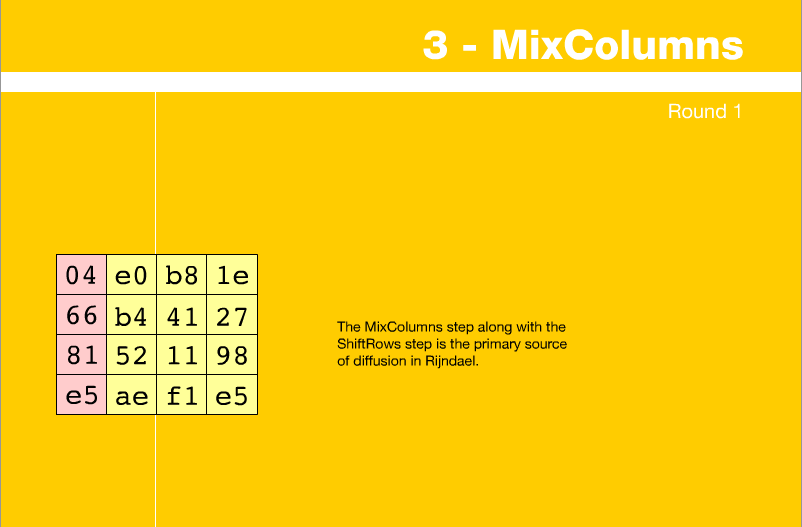 3 - MixColumns
Round 1
04 e0 b8 1e
66 b4 41 27
81 52 11 98
e5 ae f1 e5
The MixColumns step along with the
ShiftRows step is the primary source
of diffusion in Rijndael.